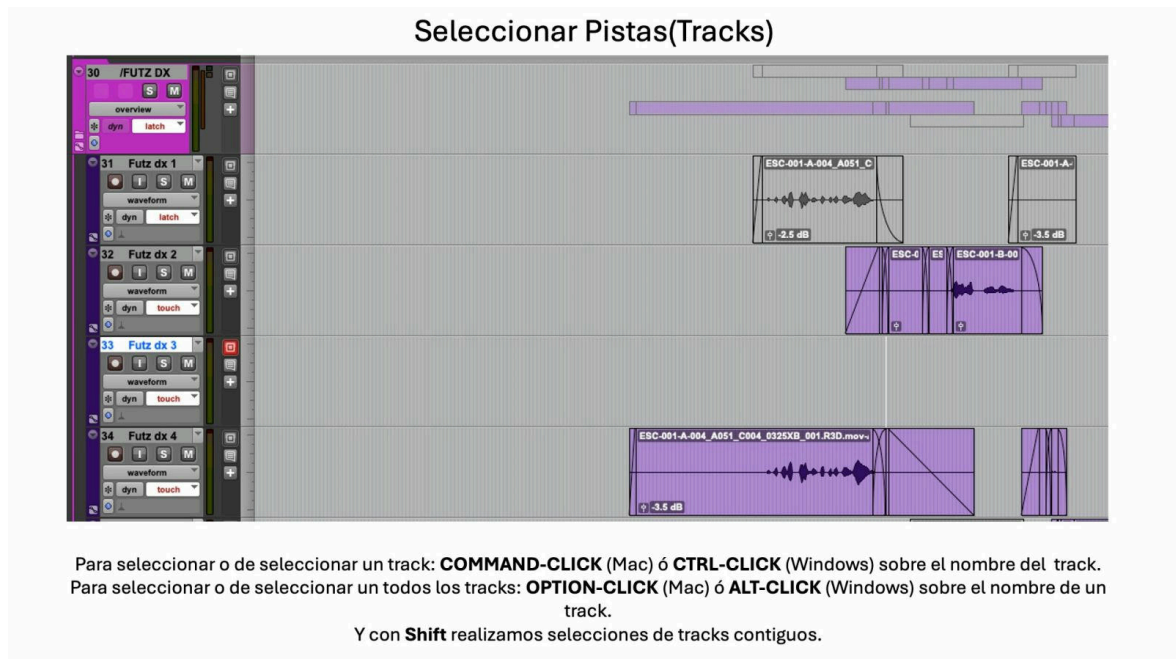 Seleccionar Pistas(Tracks)
30 /FUTZ DX
S M
overview
dyn latch
31 Futz dx 1
I S M
waveform
dyn latch
ESC-001-A-004_A051_C
-2.5 dB
ESC-001-A-
-3.5 dB
32 Futz dx 2
I S M
waveform
dyn touch
ESC-0
ES
ESC-001-B-00
33 Futz dx 3
I S M
waveform
dyn touch
34 Futz dx 4
I S M
waveform
dyn touch
ESC-001-A-004_A051_C004_0325XB_001.R3D.mov-
-3.5 dB
Para seleccionar o de seleccionar un track: COMMAND-CLICK (Mac) ó CTRL-CLICK (Windows) sobre el nombre del track.
Para seleccionar o de seleccionar un todos los tracks: OPTION-CLICK (Mac) ó ALT-CLICK (Windows) sobre el nombre de un
track.
Y con Shift realizamos selecciones de tracks contiguos.